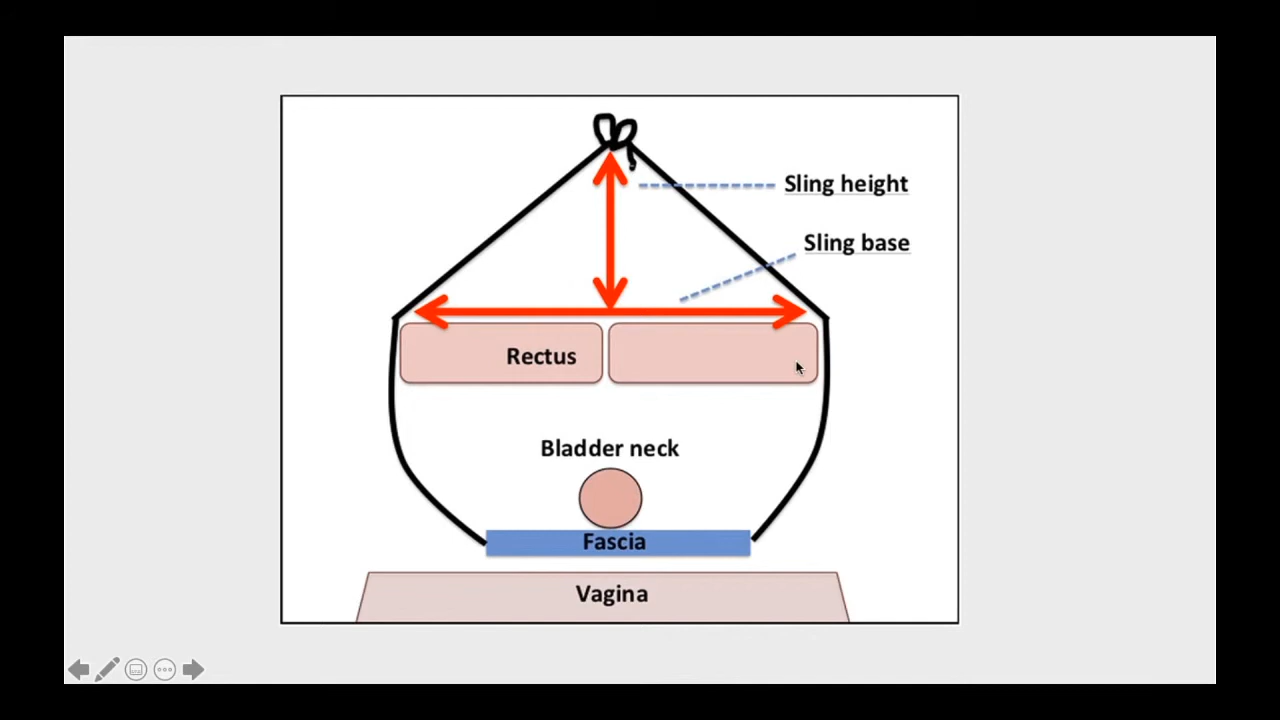 Sling height
Sling base
Rectus
Bladder neck
Fascia
Vagina